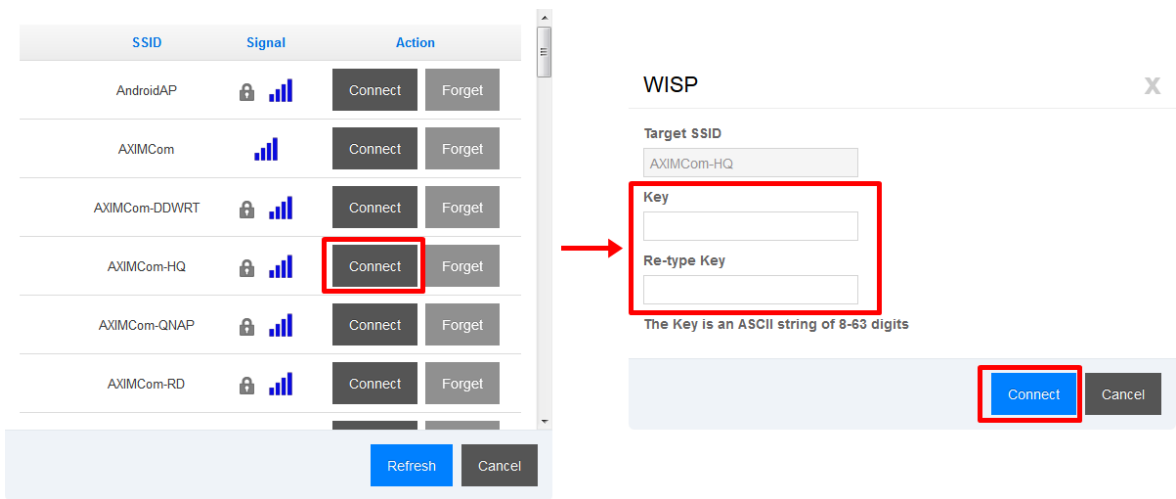 SSID Signal Action
AndroidAP Connect Forget
AXIMCom Connect Forget
AXIMCom-DDWRT Connect Forget
AXIMCom-HQ Connect Forget
AXIMCom-QNAP Connect Forget
AXIMCom-RD Connect Forget
Refresh Cancel
WISP X
Target SSID
AXIMCom-HQ
Key
Re-type Key
The Key is an ASCII string of 8-63 digits
Connect Cancel